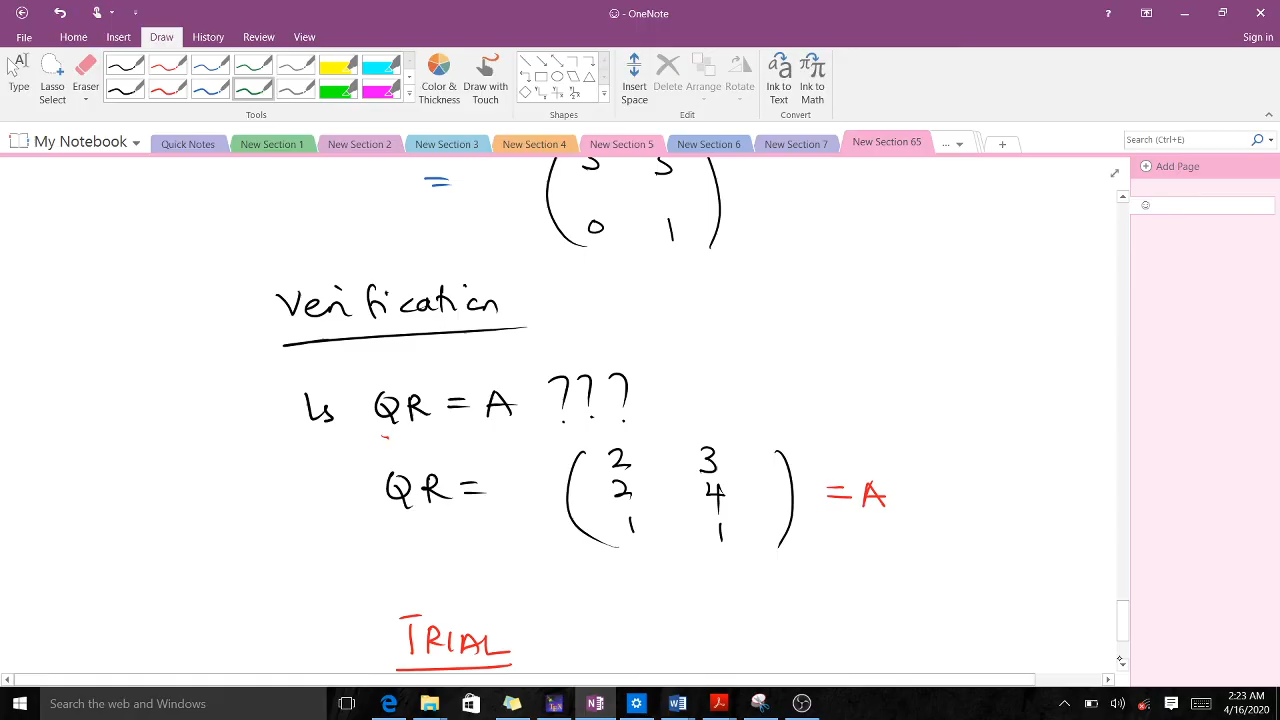 - OneNote
Sign in
File Home Insert Draw History Review View
Type Lasso Select Eraser Color & Thickness Draw with Touch Insert Space Delete Arrange Rotate Ink to Text Ink to Math
Tools Shapes Edit Convert
My Notebook Quick Notes New Section 1 New Section 2 New Section 3 New Section 4 New Section 5 New Section 6 New Section 7 New Section 65 ... Search (Ctrl+E)
Add Page
=
0 1
Verification
Is QR = A ???
QR = ( 2 3
2 4
1 1 ) = A
TRIAL
Search the web and Windows
2:23 AM
4/16/2020